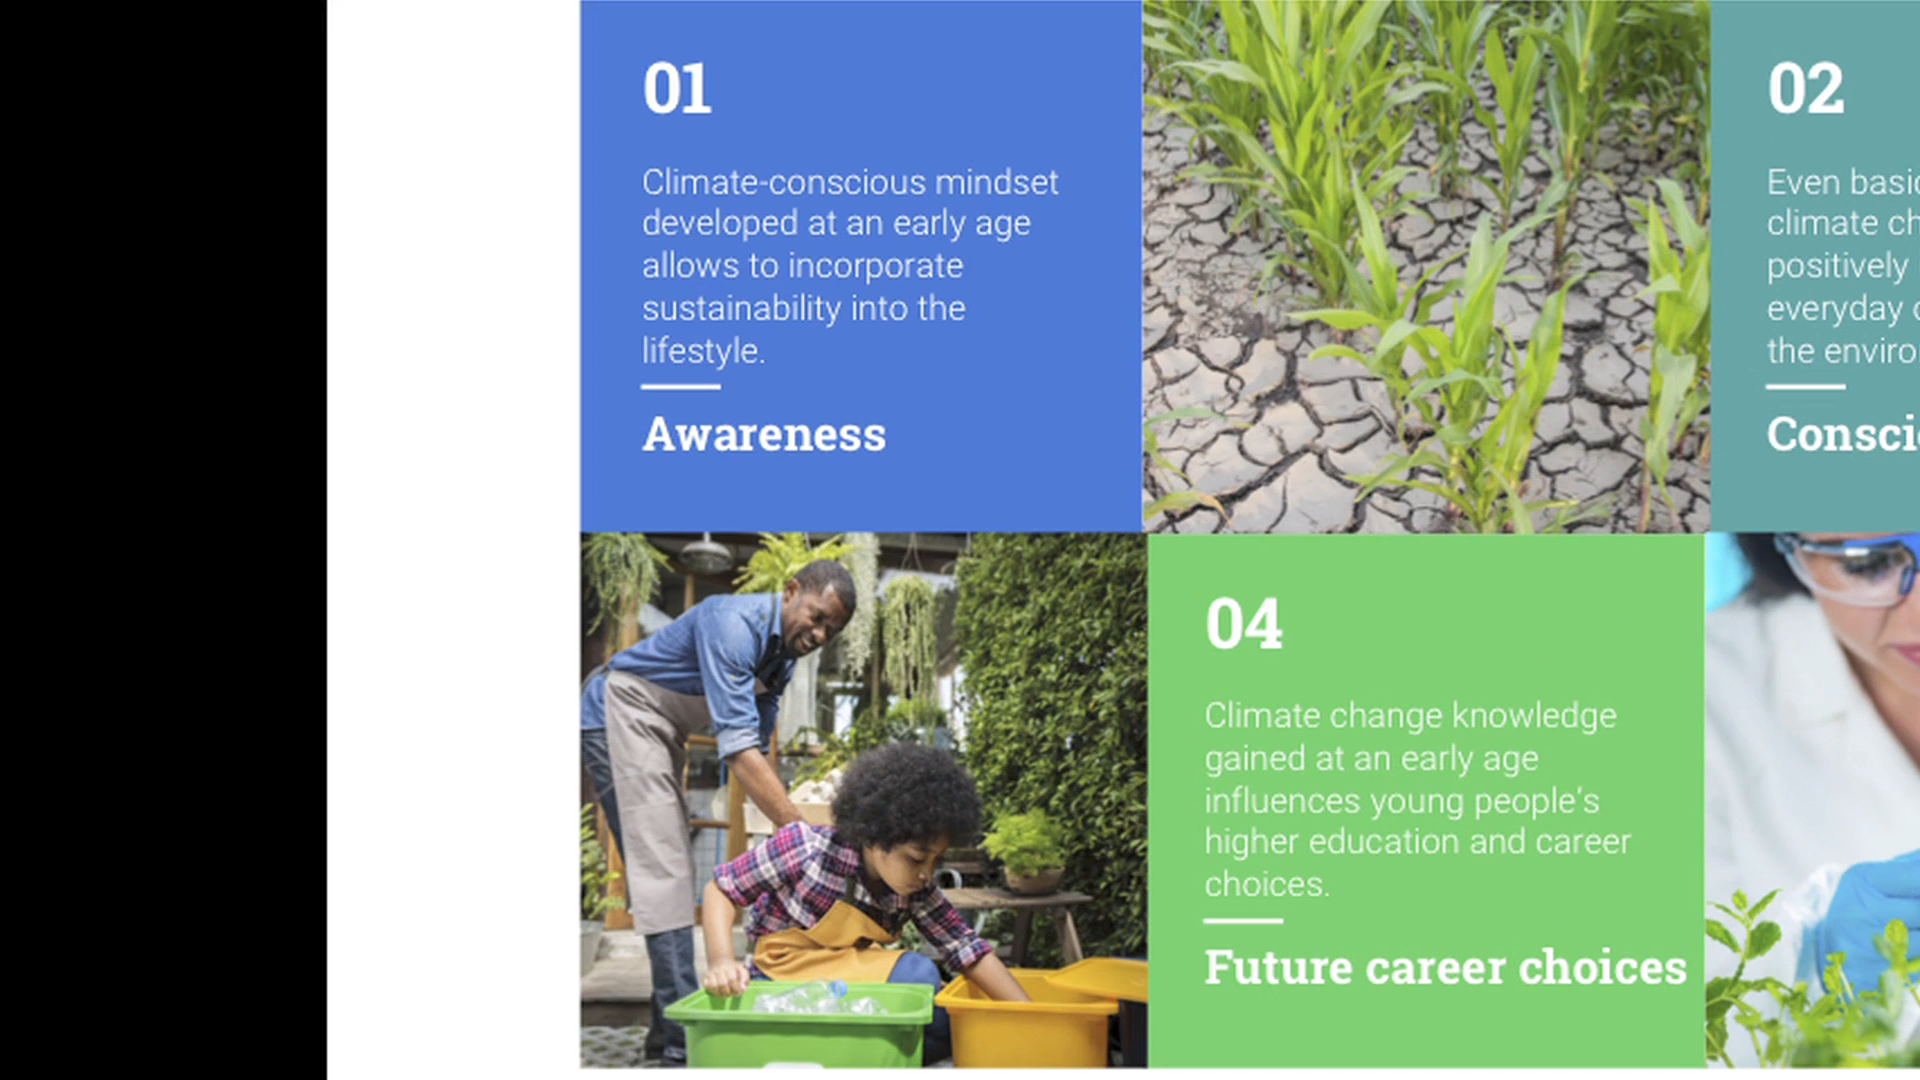 01
Climate-conscious mindset
developed at an early age
allows to incorporate
sustainability into the
lifestyle.
Awareness
02
Even
climate
positively
everyday
the
04
Climate change knowledge
gained at an early age
influences young people's
higher education and career
choices.
Future career choices